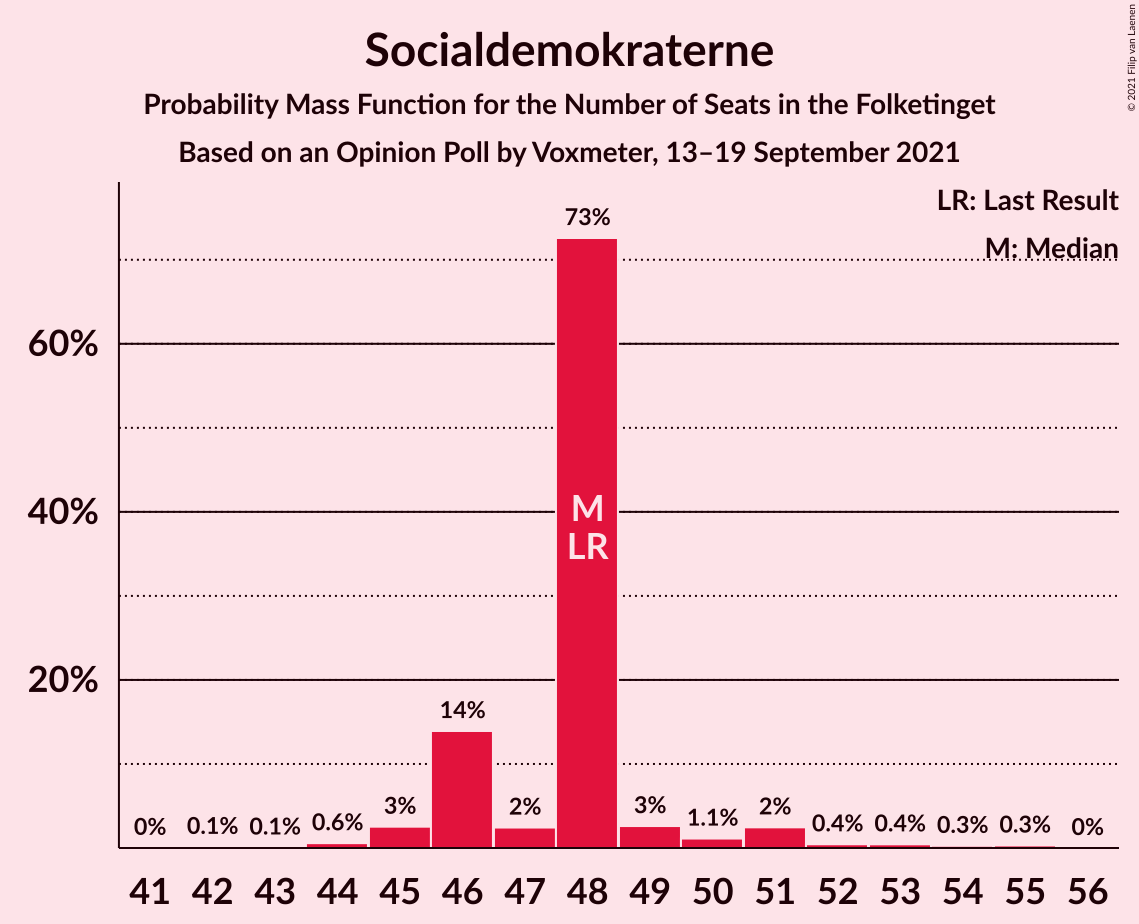 Socialdemokraterne
Probability Mass Function for the Number of Seats in the Folketinget
Based on an Opinion Poll by Voxmeter, 13–19 September 2021
© 2021 Filip van Laenen
LR: Last Result
M: Median
60%
40%
20%
0%
0.1%
0.1%
0.6%
3%
14%
2%
73%
3%
1.1%
2%
0.4%
0.4%
0.3%
0.3%
0%
M
LR
41 42 43 44 45 46 47 48 49 50 51 52 53 54 55 56